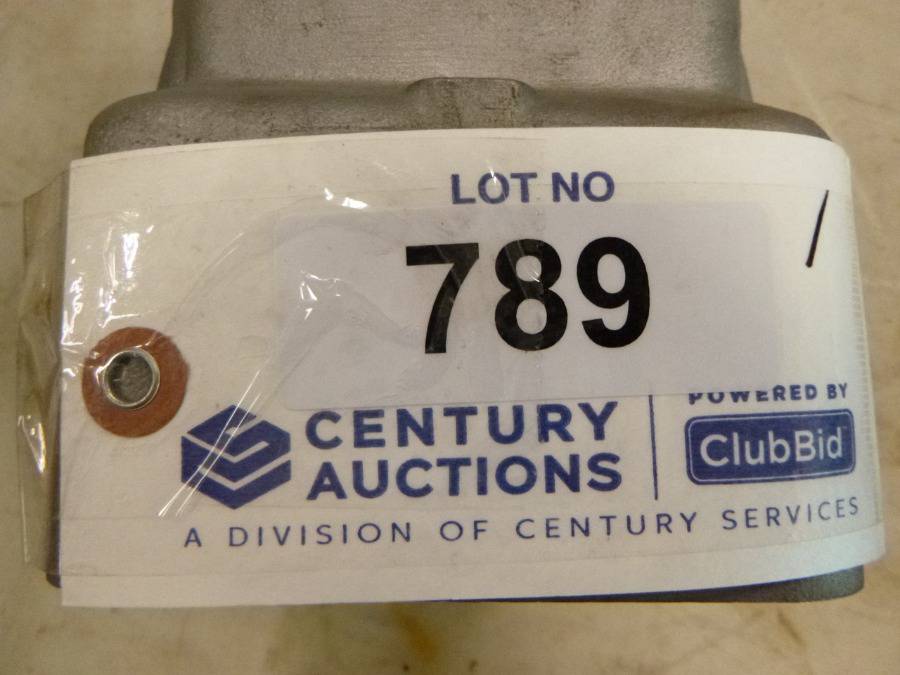 LOT NO
789
CENTURY
AUCTIONS
POWERED BY
ClubBid
A DIVISION OF CENTURY SERVICES